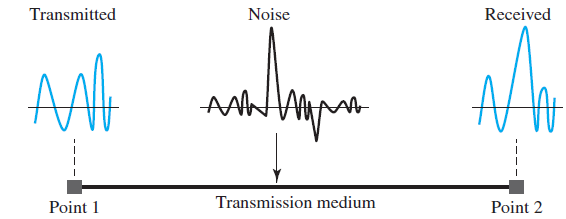 Transmitted
Noise
Received
Point 1
Transmission medium
Point 2